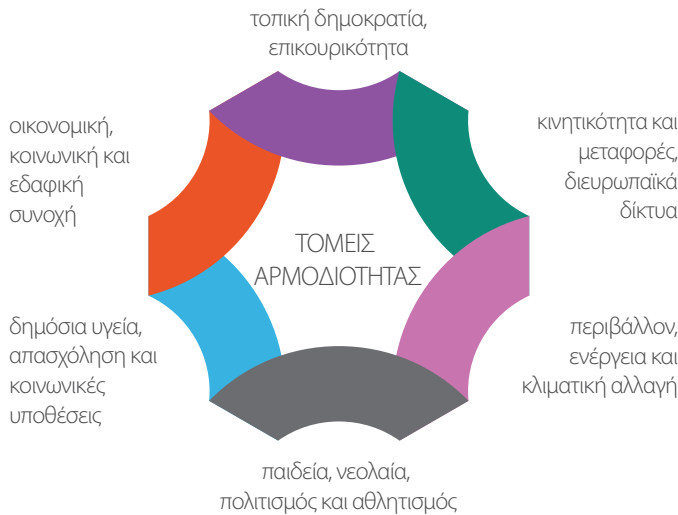 τοπική δημοκρατία,
επικουρικότητα
κινητικότητα και
μεταφορές,
διευρωπαϊκά
δίκτυα
περιβάλλον,
ενέργεια και
κλιματική αλλαγή
παιδεία, νεολαία,
πολιτισμός και αθλητισμός
δημόσια υγεία,
απασχόληση και
κοινωνικές
υποθέσεις
οικονομική,
κοινωνική και
εδαφική
συνοχή
ΤΟΜΕΙΣ
ΑΡΜΟΔΙΟΤΗΤΑΣ